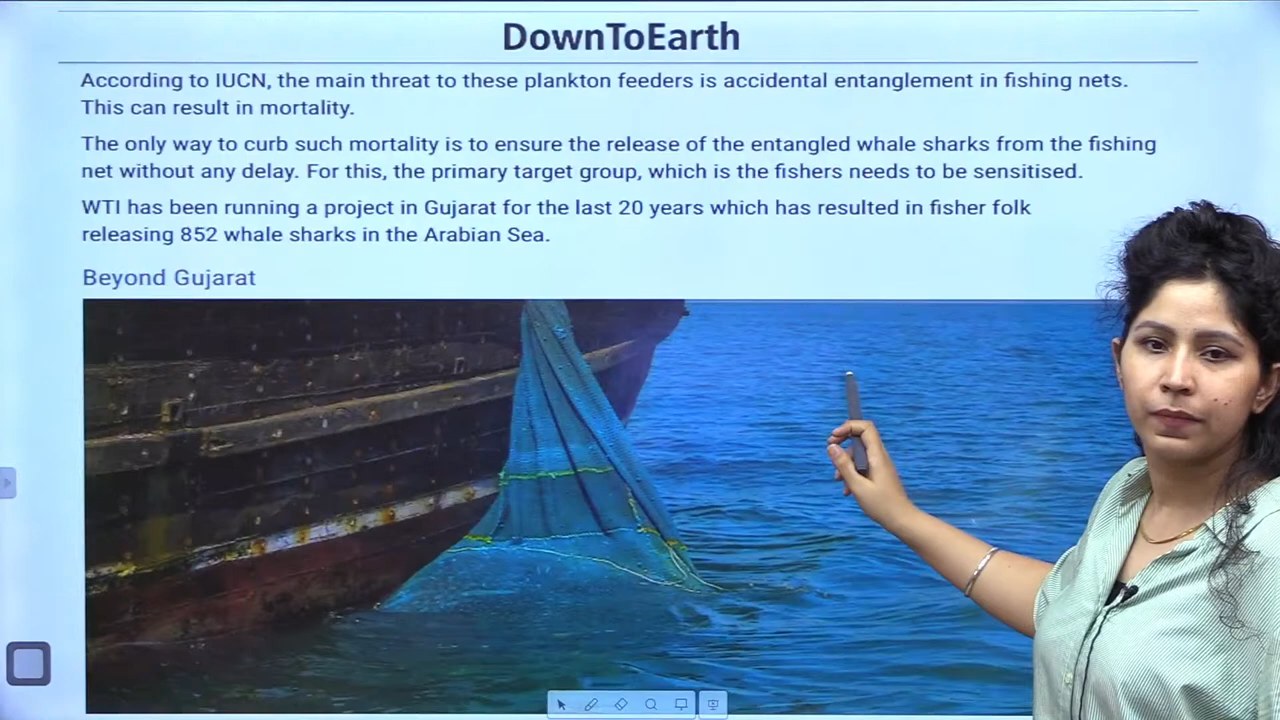 DownToEarth
According to IUCN, the main threat to these plankton feeders is accidental entanglement in fishing nets.
This can result in mortality.
The only way to curb such mortality is to ensure the release of the entangled whale sharks from the fishing
net without any delay. For this, the primary target group, which is the fishers needs to be sensitised.
WTI has been running a project in Gujarat for the last 20 years which has resulted in fisher folk
releasing 852 whale sharks in the Arabian Sea.
Beyond Gujarat